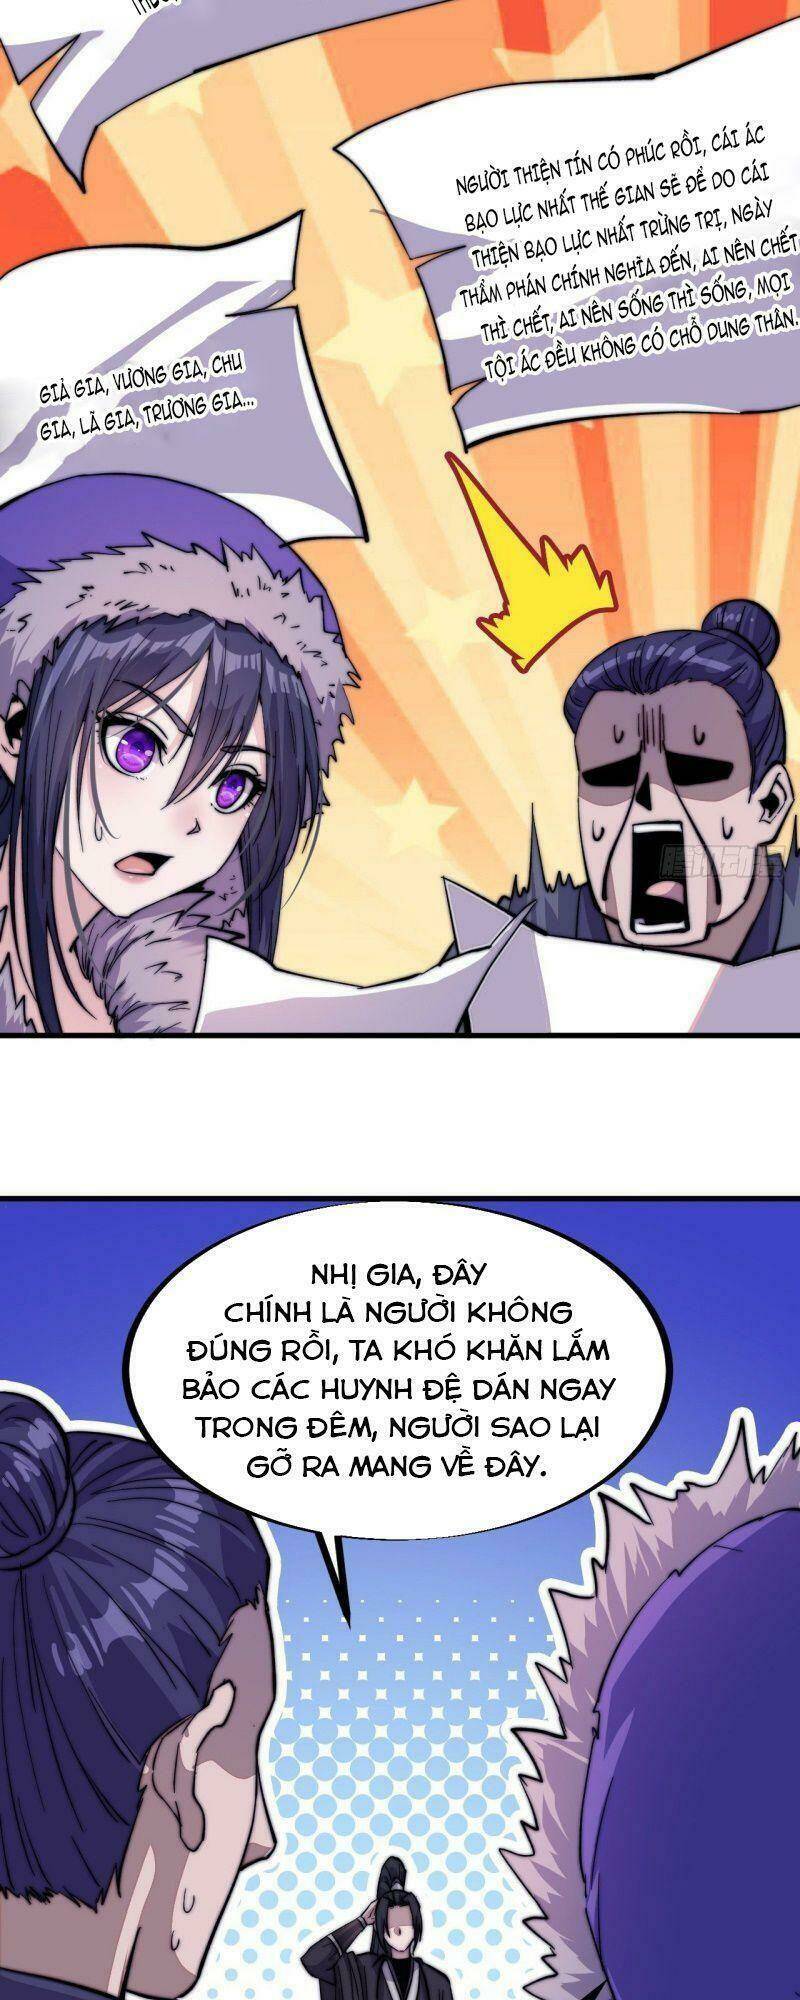 NGƯỜI THIỆN TÍN CÓ PHÚC RỒI, CÁI ÁC
BẠO LỰC NHẤT THẾ GIAN SẼ ĐỂ DO CÁI
THIỆN BẠO LỰC NHẤT TRỪNG TRỊ, NGÀY
THẨM PHÁN CHÍNH NGHĨA ĐẾN, AI NÊN CHẾT
THÌ CHẾT, AI NÊN SỐNG THÌ SỐNG, MỌI
TỘI ÁC ĐỀU KHÔNG CÓ CHỖ DUNG THÂN.
GIẢ GIA, VƯƠNG GIA, CHU
GIA, LÃ GIA, TRƯƠNG GIA...
腾讯动漫
NHỊ GIA, ĐÂY
CHÍNH LÀ NGƯỜI KHÔNG
ĐÚNG RỒI, TA KHÓ KHĂN LẮM
BẢO CÁC HUYNH ĐỆ DÁN NGAY
TRONG ĐÊM, NGƯỜI SAO LẠI
GỠ RA MANG VỀ ĐÂY.